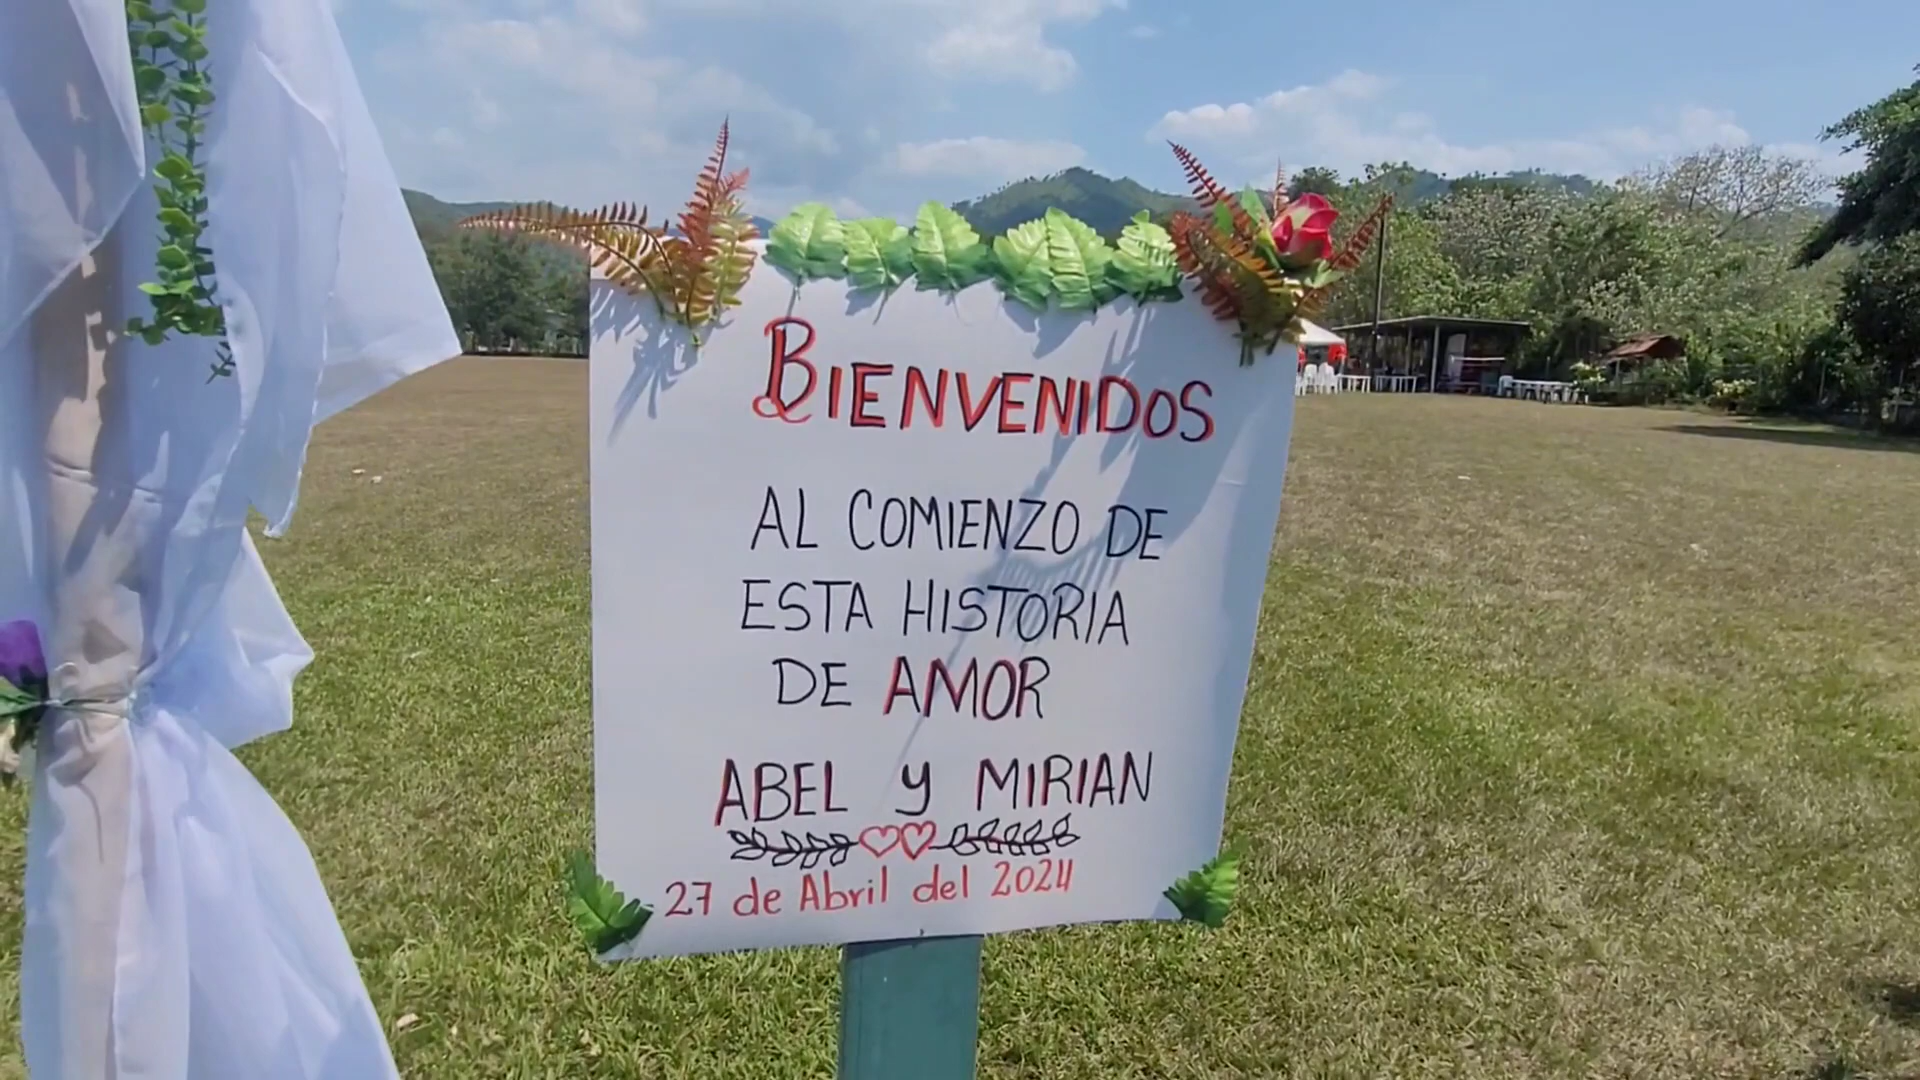 BIENVENIDOS
AL COMIENZO DE
ESTA HISTORIA
DE AMOR
ABEL y MIRIAN
27 de Abril del 2024